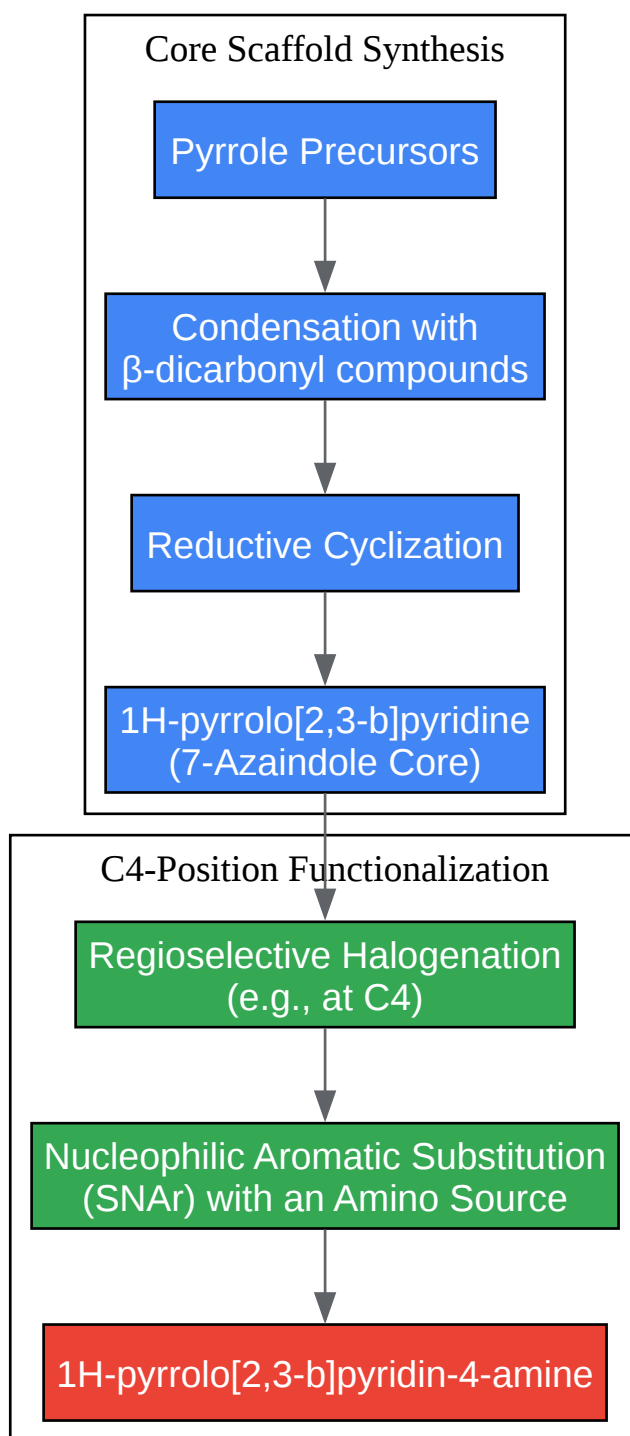 Core Scaffold Synthesis
Pyrrole Precursors
Condensation with
β-dicarbonyl compounds
Reductive Cyclization
1H-pyrrolo[2,3-b]pyridine
(7-Azaindole Core)
C4-Position Functionalization
Regioselective Halogenation
(e.g., at C4)
Nucleophilic Aromatic Substitution
(SNAr) with an Amino Source
1H-pyrrolo[2,3-b]pyridin-4-amine